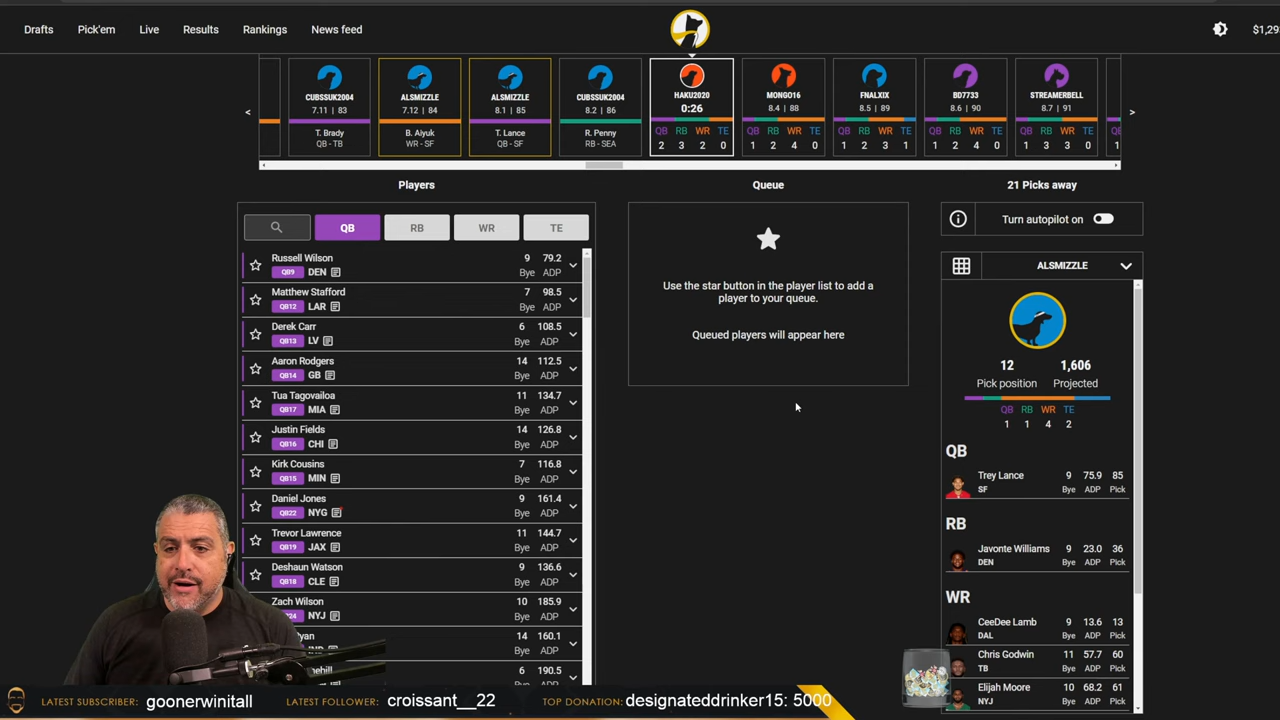 Drafts
Pick'em
Live
Results
Rankings
News feed
$1,29
CUBSSUK2004
7.11 | 83
T. Brady
QB - TB
ALSMIZZLE
7.12 | 84
B. Aiyuk
WR - SF
ALSMIZZLE
8.1 | 85
T. Lance
QB - SF
CUBSSUK2004
8.2 | 86
R. Penny
RB - SEA
HAKU2020
0:26
QB RB WR TE
2 3 2 0
MONGO16
8.4 | 88
QB RB WR TE
1 2 4 0
FNALXIX
8.5 | 89
QB RB WR TE
1 2 3 1
BD7733
8.6 | 90
QB RB WR TE
1 2 4 0
STREAMERBELL
8.7 | 91
QB RB WR TE
1 3 3 0
Players
QB
RB
WR
TE
Russell Wilson
9 79.2
QB9 DEN
Bye ADP
Matthew Stafford
7 98.5
QB12 LAR
Bye ADP
Derek Carr
6 108.5
QB13 LV
Bye ADP
Aaron Rodgers
14 112.5
QB14 GB
Bye ADP
Tua Tagovailoa
11 134.7
QB17 MIA
Bye ADP
Justin Fields
14 126.8
QB16 CHI
Bye ADP
Kirk Cousins
7 116.8
QB15 MIN
Bye ADP
Daniel Jones
9 161.4
QB22 NYG
Bye ADP
Trevor Lawrence
11 144.7
QB19 JAX
Bye ADP
Deshaun Watson
9 136.6
QB18 CLE
Bye ADP
Zach Wilson
10 185.9
NYJ
Bye ADP
14 160.1
Bye ADP
6 190.5
Queue
Use the star button in the player list to add a
player to your queue.
Queued players will appear here
21 Picks away
Turn autopilot on
ALSMIZZLE
12 1,606
Pick position Projected
QB RB WR TE
1 1 4 2
QB
Trey Lance 9 75.9 85
SF Bye ADP Pick
RB
Javonte Williams 9 23.0 36
DEN Bye ADP Pick
WR
CeeDee Lamb 9 13.6 13
DAL Bye ADP Pick
Chris Godwin 11 57.7 60
TB Bye ADP Pick
Elijah Moore 10 68.2 61
NYJ Bye ADP Pick
LATEST SUBSCRIBER: goonerwinitall
LATEST FOLLOWER: croissant__22
TOP DONATION: designateddrinker15: 5000